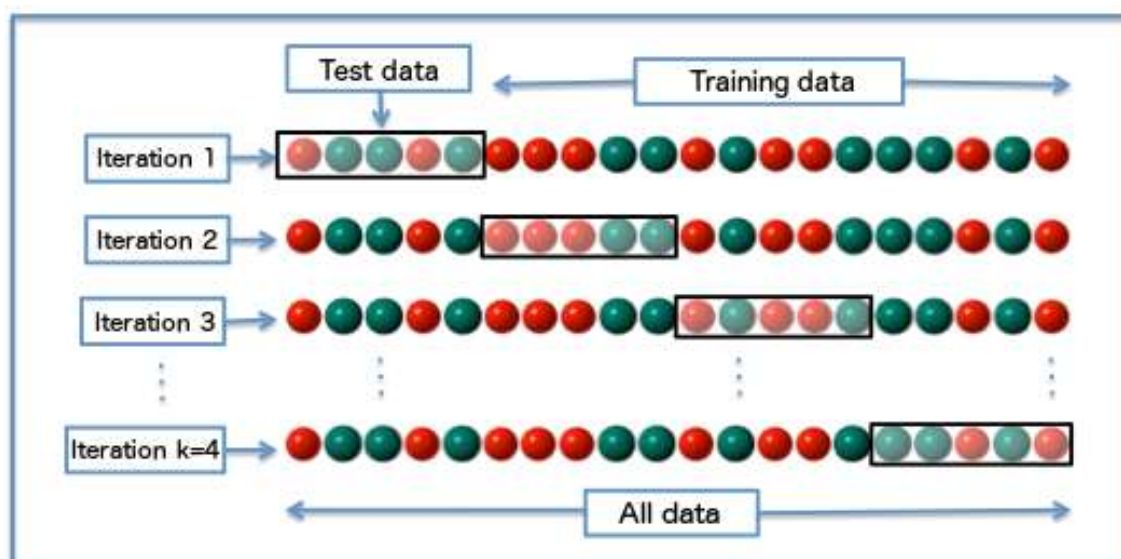 Test data
Training data
Iteration 1
Iteration 2
Iteration 3
Iteration k=4
All data